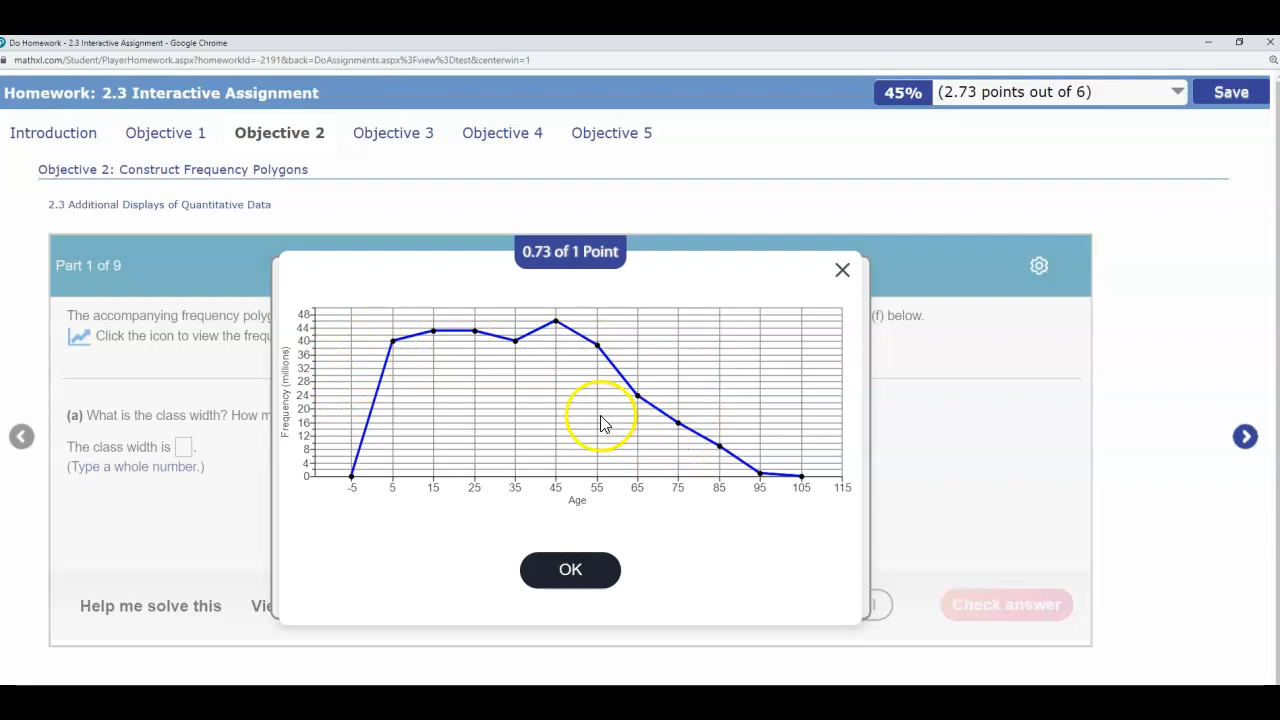 Do Homework - 2.3 Interactive Assignment - Google Chrome
mathxl.com/Student/PlayerHomework.aspx?homeworkId=-2191&back=DoAssignments.aspx%3Fview%3Dtest&centerwin=1
Homework: 2.3 Interactive Assignment
45% (2.73 points out of 6) Save
Introduction Objective 1 Objective 2 Objective 3 Objective 4 Objective 5
Objective 2: Construct Frequency Polygons
2.3 Additional Displays of Quantitative Data
0.73 of 1 Point
Part 1 of 9
The accompanying frequency polyg
(f) below.
Click the icon to view the frequ
(a) What is the class width? How m
The class width is .
(Type a whole number.)
48
44
40
36
32
28
24
20
16
12
8
4
0
Frequency (millions)
-5 5 15 25 35 45 55 65 75 85 95 105 115
Age
OK
Help me solve this Vie
Check answer